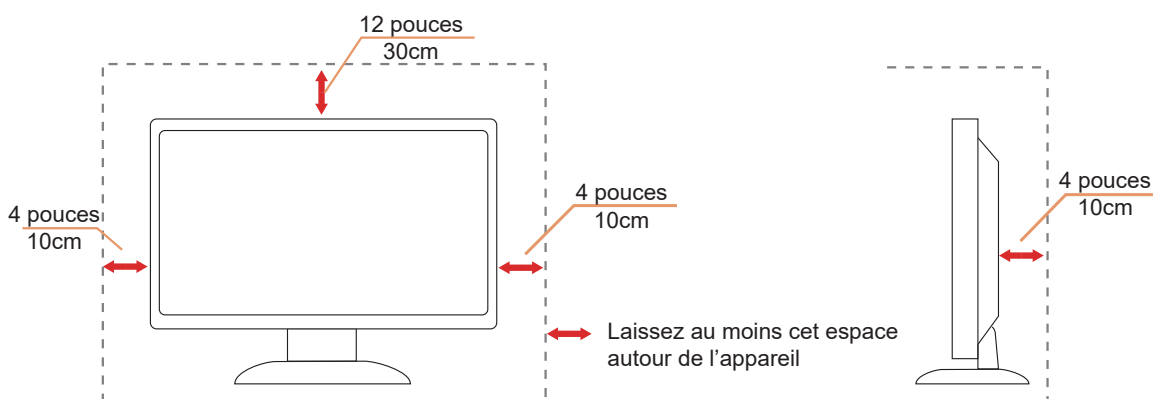 12 pouces
30cm
4 pouces
10cm
4 pouces
10cm
4 pouces
10cm
Laissez au moins cet espace
autour de l’appareil